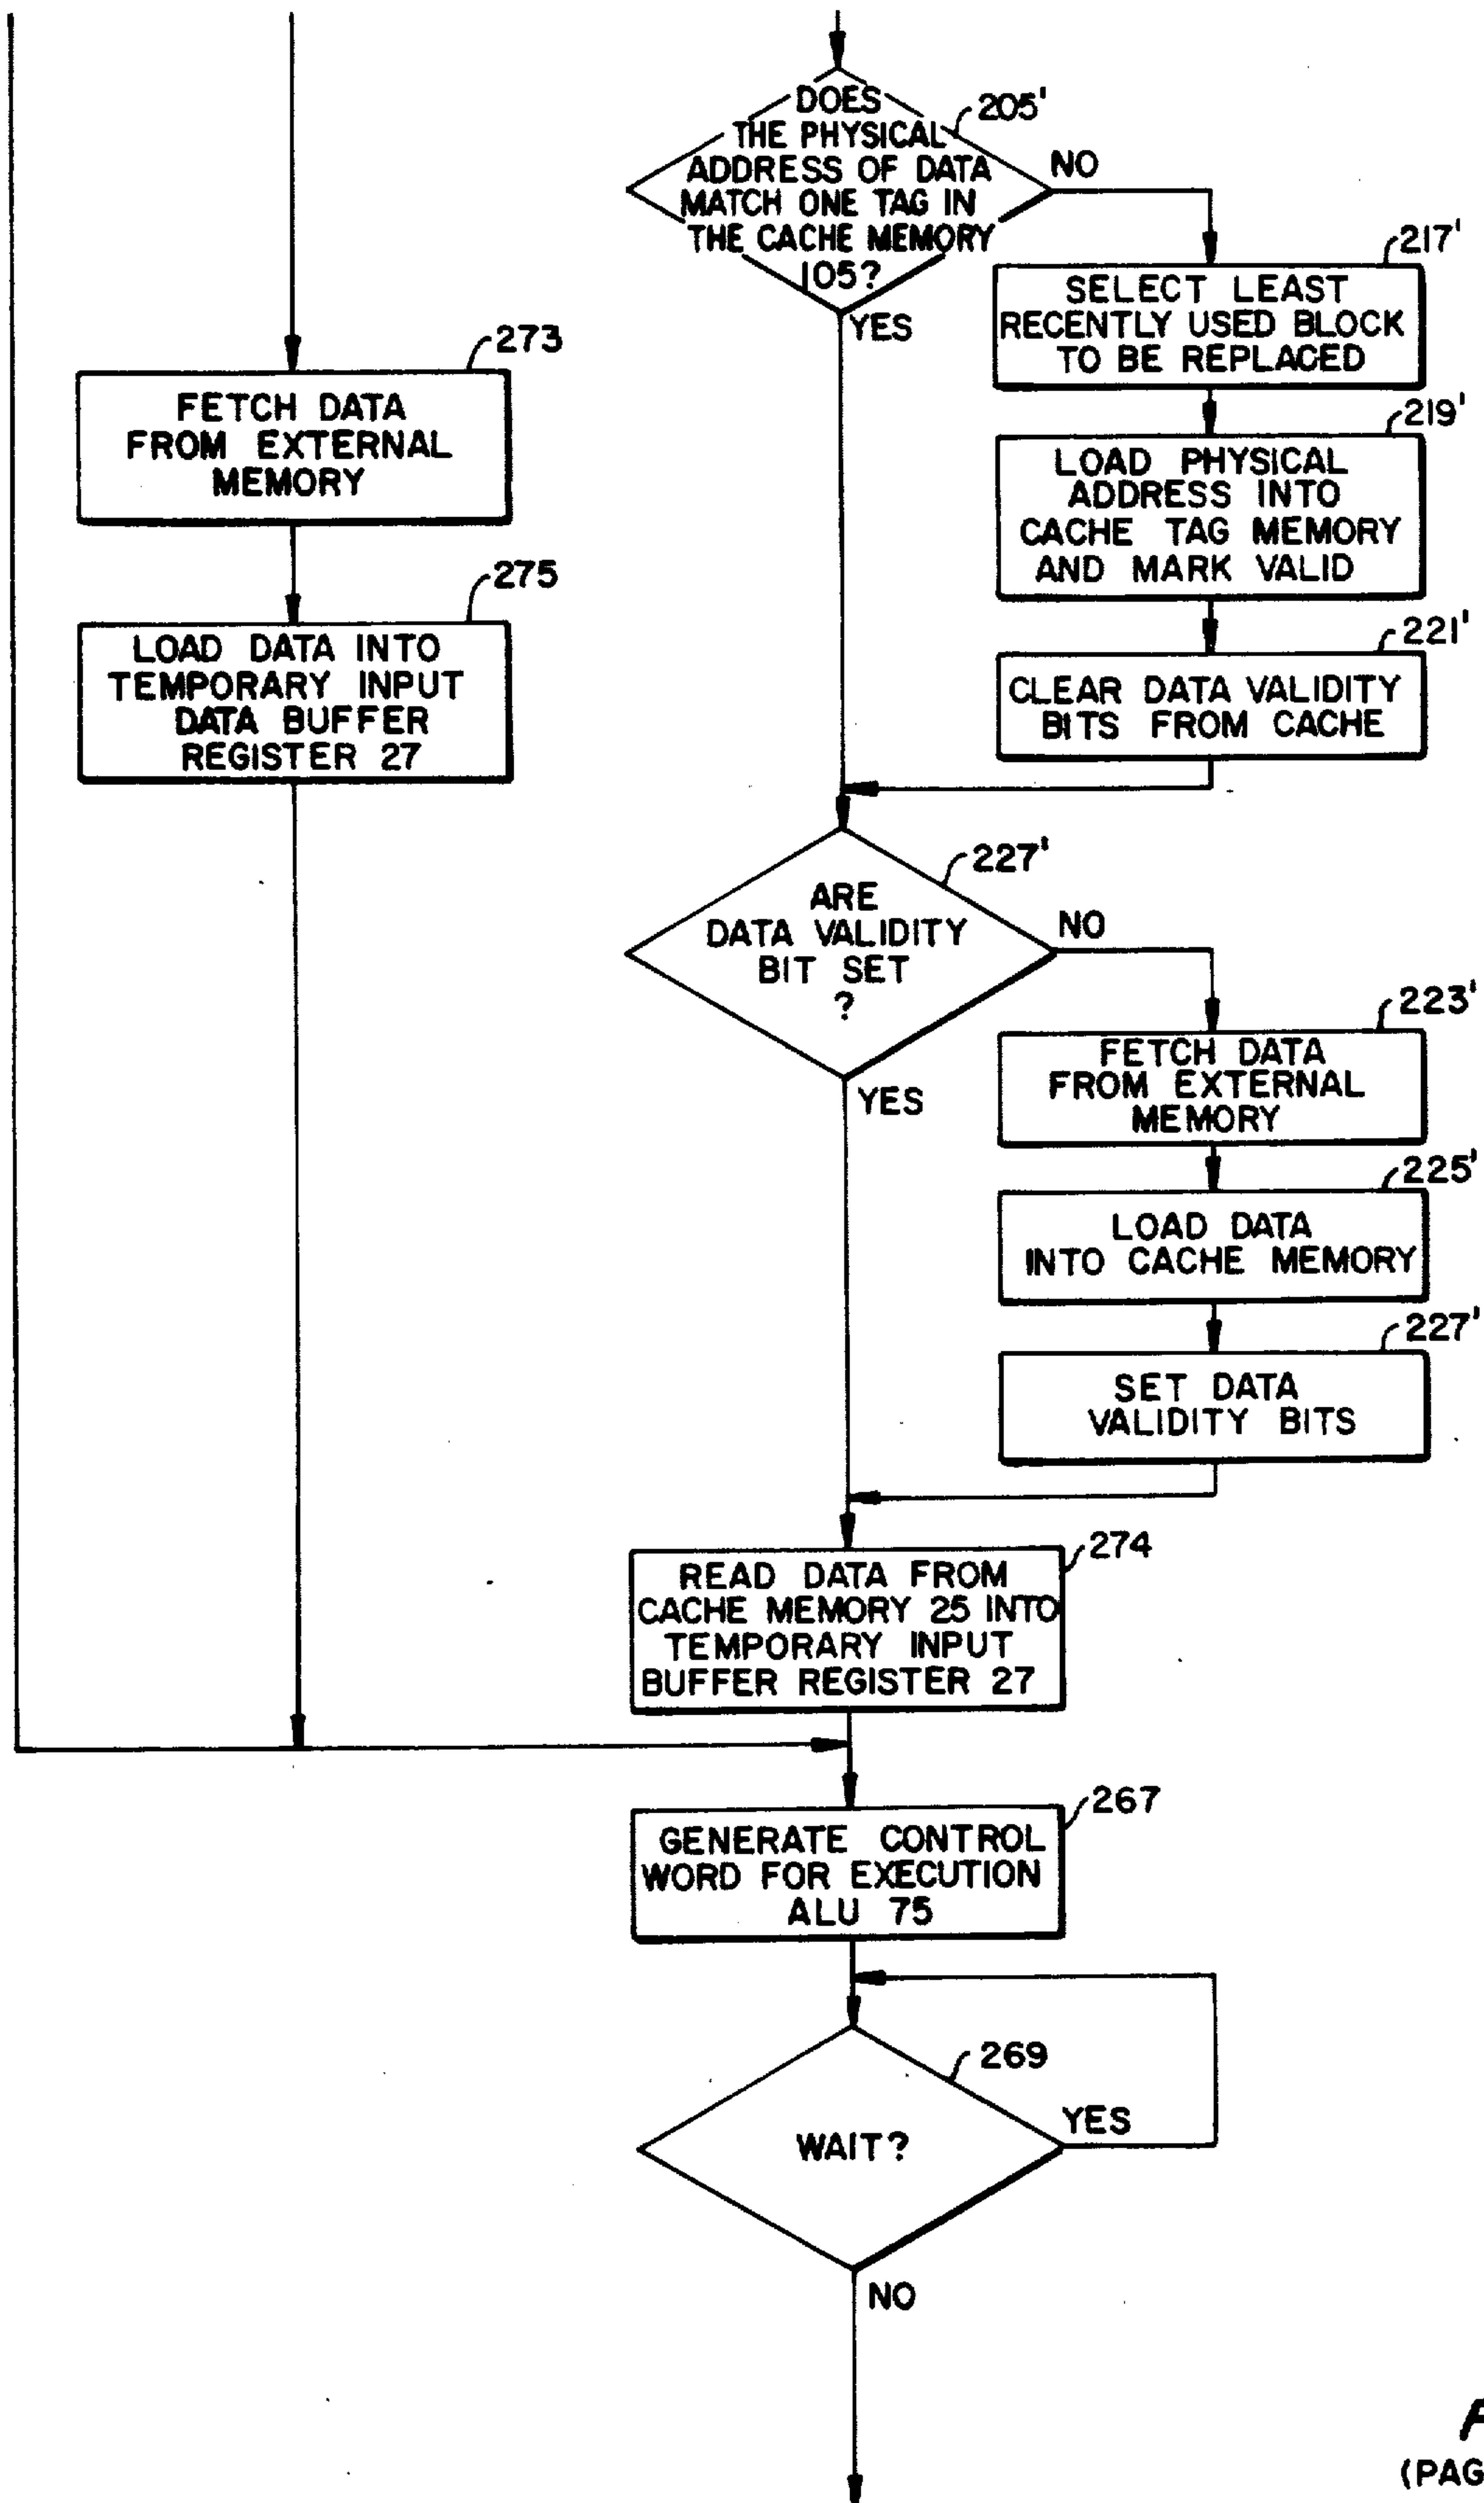 DOES
THE PHYSICAL
ADDRESS OF DATA
MATCH ONE TAG IN
THE CACHE MEMORY
105?
205'
NO
YES
217'
SELECT LEAST
RECENTLY USED BLOCK
TO BE REPLACED
273
FETCH DATA
FROM EXTERNAL
MEMORY
219'
LOAD PHYSICAL
ADDRESS INTO
CACHE TAG MEMORY
AND MARK VALID
275
LOAD DATA INTO
TEMPORARY INPUT
DATA BUFFER
REGISTER 27
221'
CLEAR DATA VALIDITY
BITS FROM CACHE
227'
ARE
DATA VALIDITY
BIT SET
?
NO
YES
223'
FETCH DATA
FROM EXTERNAL
MEMORY
225'
LOAD DATA
INTO CACHE MEMORY
227'
SET DATA
VALIDITY BITS
274
READ DATA FROM
CACHE MEMORY 25 INTO
TEMPORARY INPUT
BUFFER REGISTER 27
267
GENERATE CONTROL
WORD FOR EXECUTION
ALU 75
269
WAIT?
YES
NO
(PAG